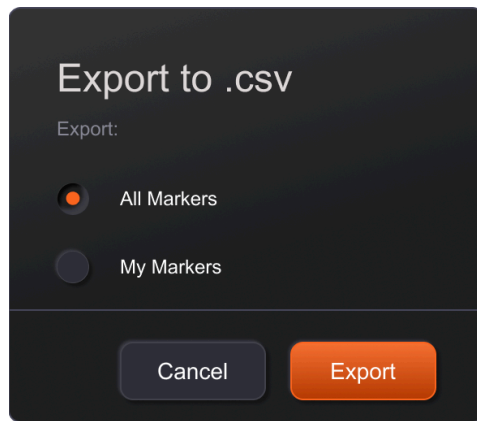 Export to .csv
Export:
All Markers
My Markers
Cancel
Export